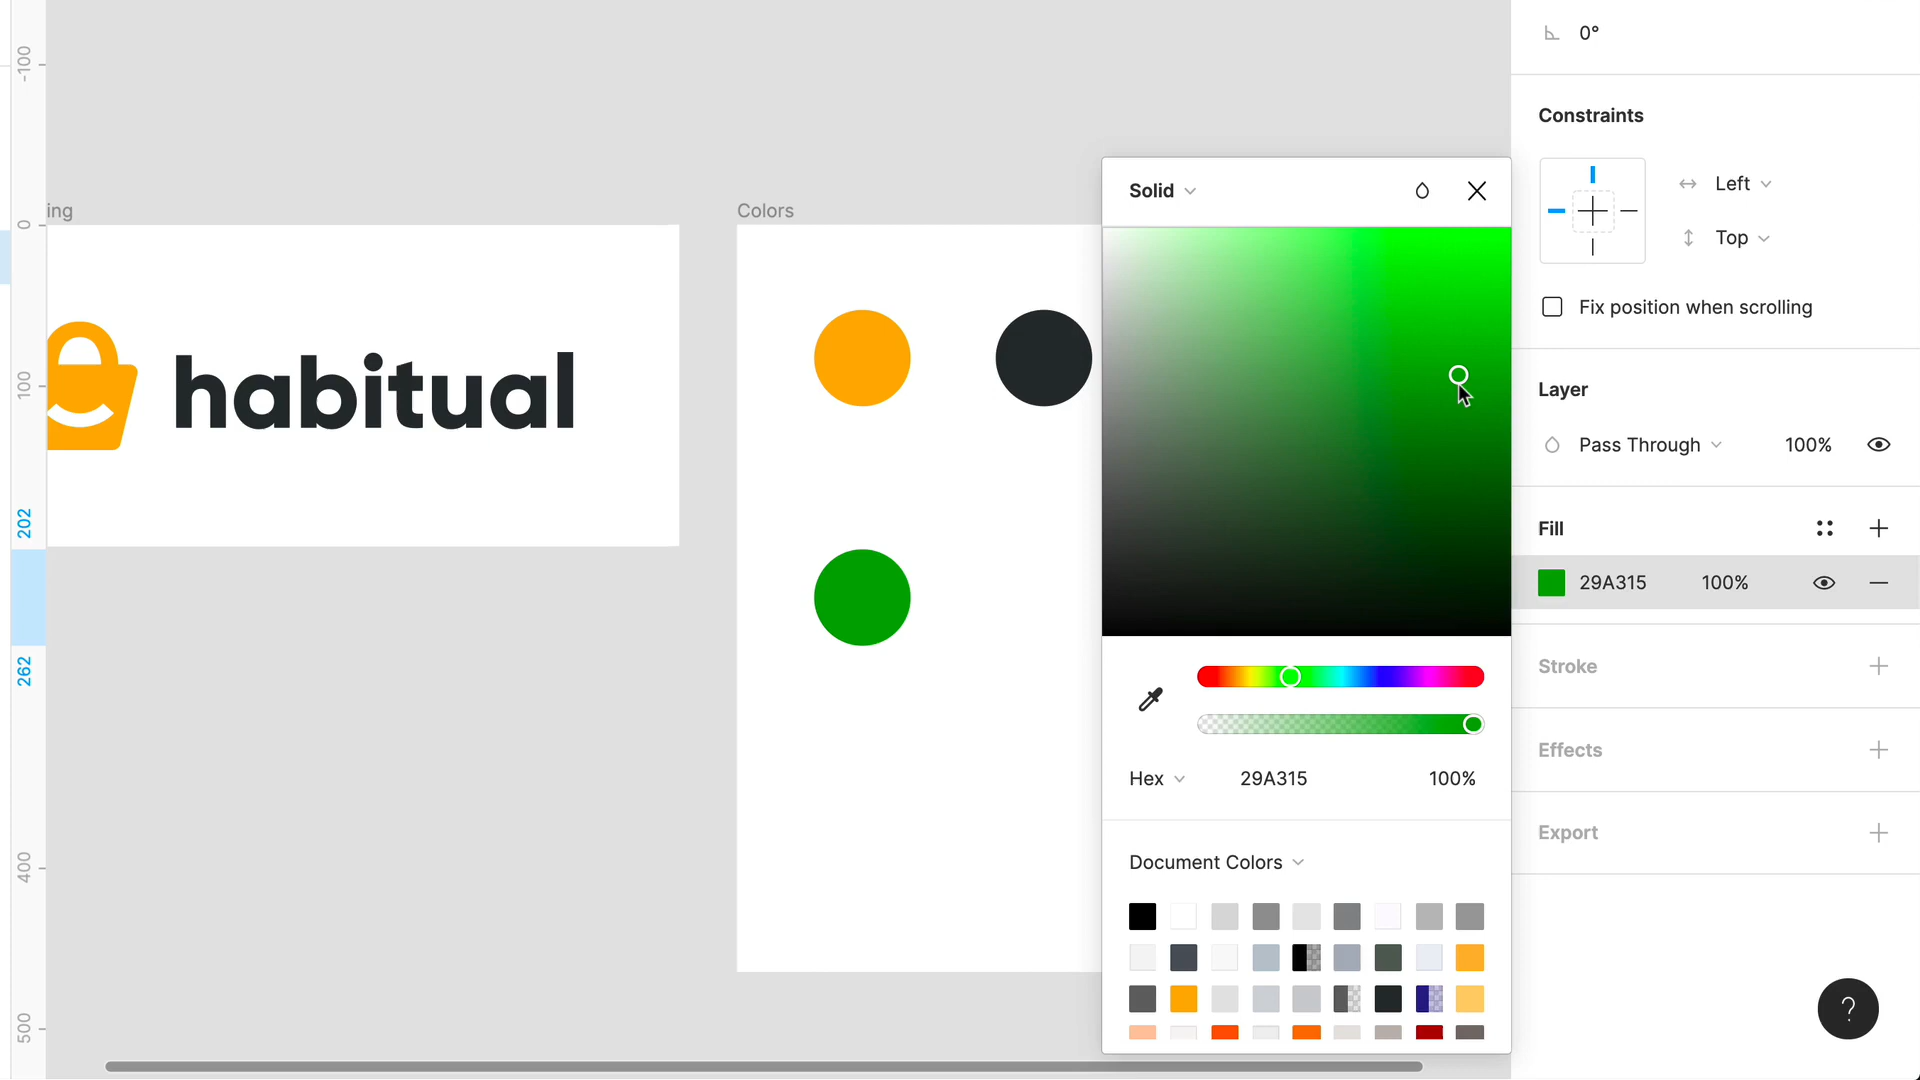 0°
Constraints
Left
Top
Fix position when scrolling
Layer
Pass Through
100%
Fill
29A315
100%
Stroke
Effects
Export
?
Solid
Hex
29A315
100%
Document Colors
ing
Colors
habitual
-100
0
100
202
262
400
500